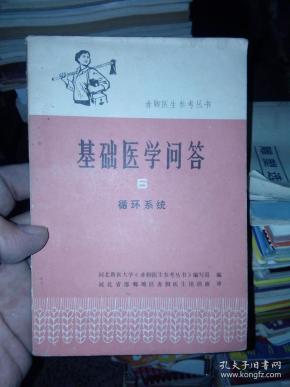 赤脚医生参考丛书
基础医学问答
6
循环系统
河北新医大学《赤脚医生参考丛书》编写组 编
河北省邯郸地区赤脚医生培训班 审
孔夫子旧书网